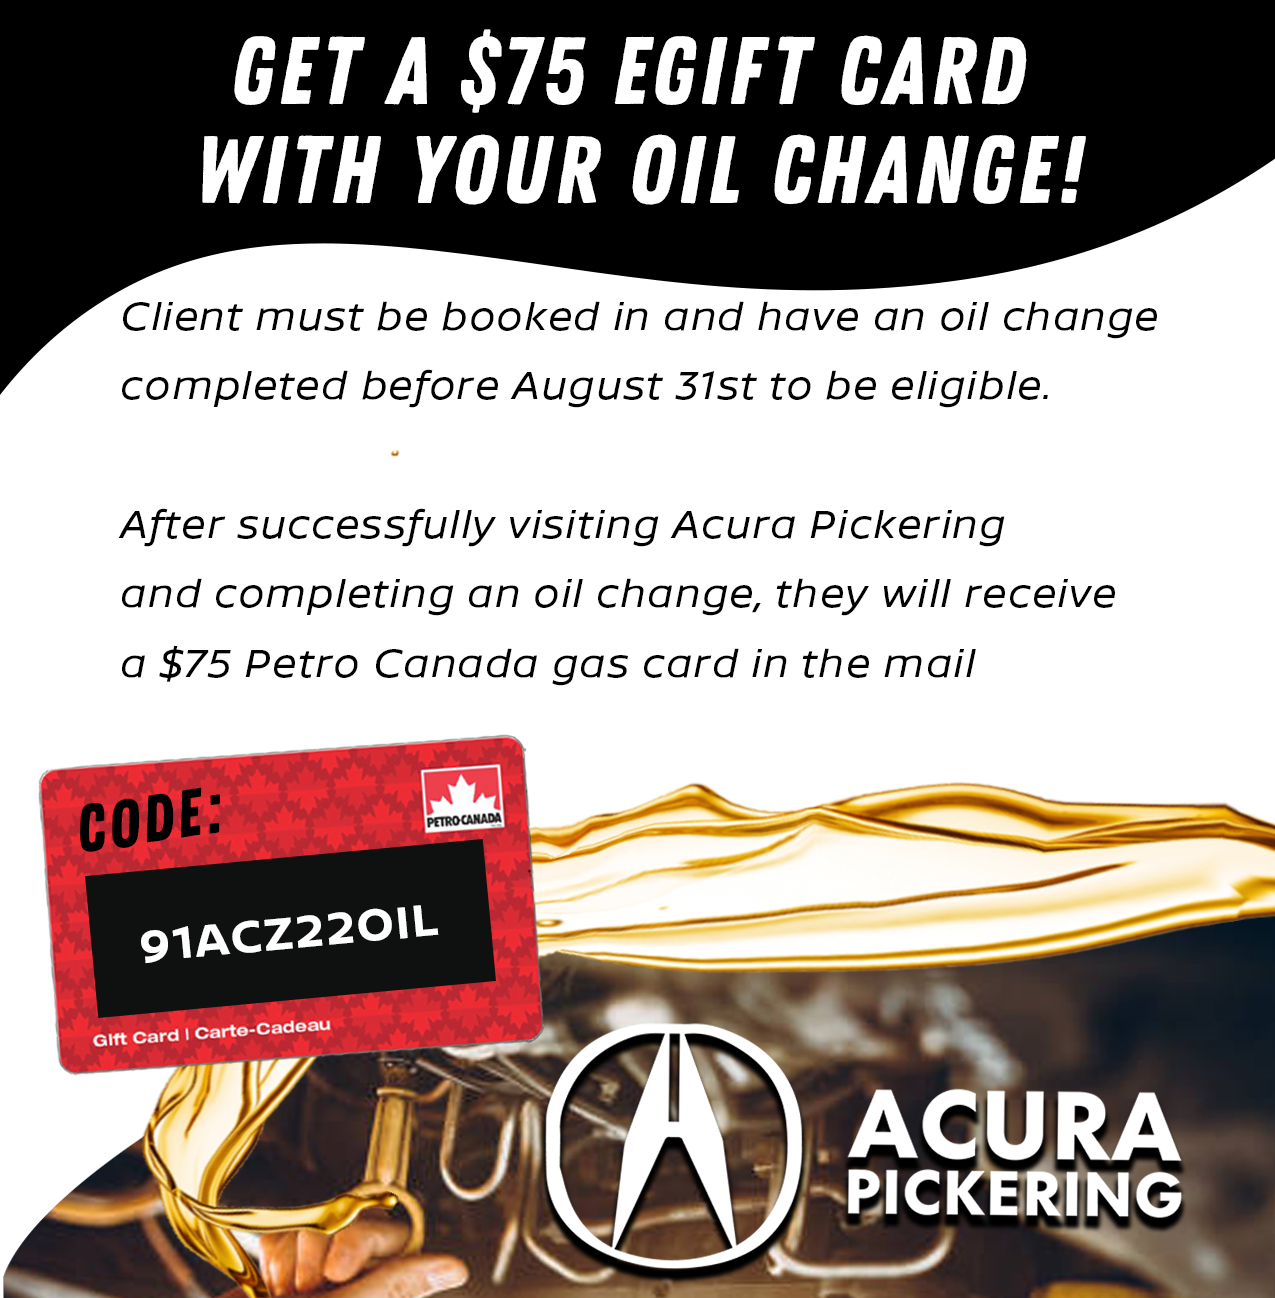 GET A $75 EGIFT CARD
WITH YOUR OIL CHANGE!
Client must be booked in and have an oil change
completed before August 31st to be eligible.
After successfully visiting Acura Pickering
and completing an oil change, they will receive
a $75 Petro Canada gas card in the mail
CODE:
PETRO-CANADA
91ACZ22OIL
Gift Card | Carte-Cadeau
ACURA
PICKERING